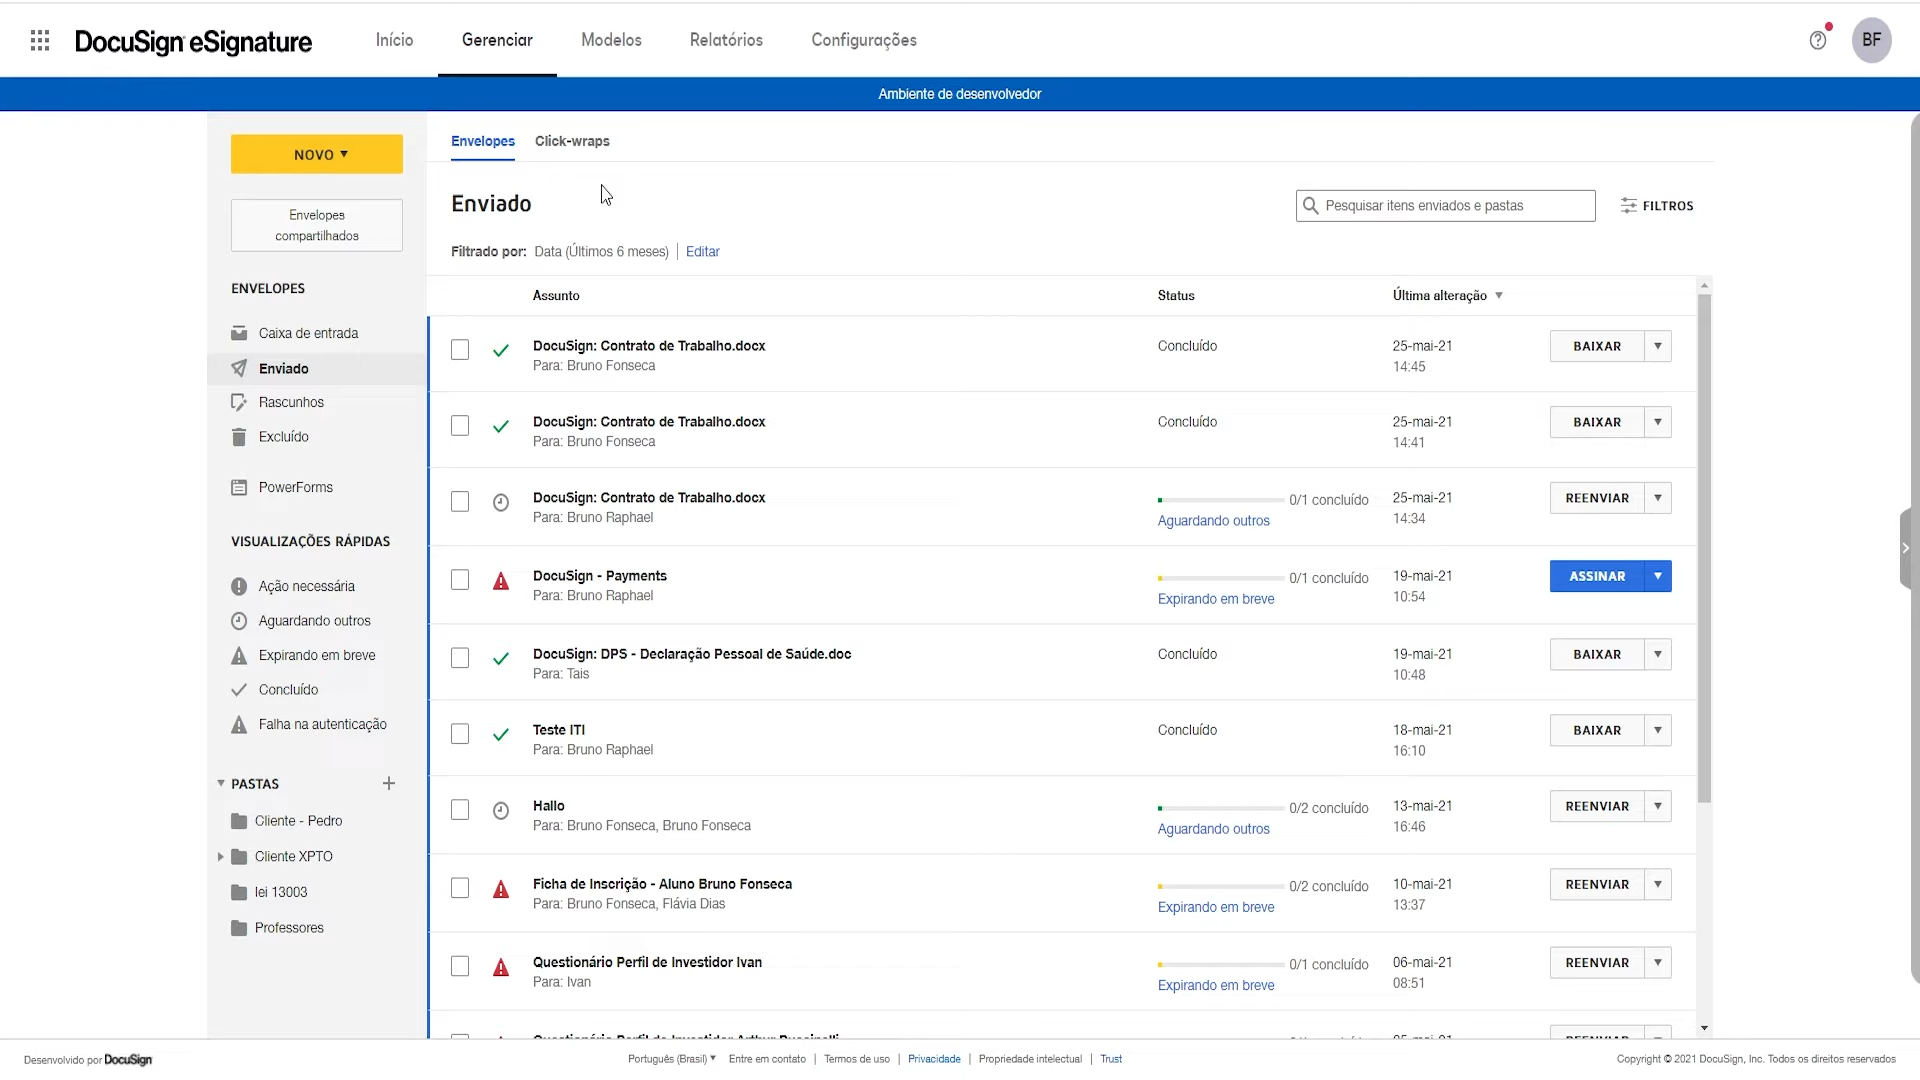 DocuSign eSignature
Início
Gerenciar
Modelos
Relatórios
Configurações
BF
Ambiente de desenvolvedor
NOVO
Envelopes
compartilhados
ENVELOPES
Caixa de entrada
Enviado
Rascunhos
Excluído
PowerForms
VISUALIZAÇÕES RÁPIDAS
Ação necessária
Aguardando outros
Expirando em breve
Concluído
Falha na autenticação
PASTAS
Cliente - Pedro
Cliente XPTO
lei 13003
Professores
Envelopes
Click-wraps
Enviado
Pesquisar itens enviados e pastas
FILTROS
Filtrado por: Data (Últimos 6 meses) | Editar
Assunto
Status
Última alteração
DocuSign: Contrato de Trabalho.docx
Para: Bruno Fonseca
Concluído
25-mai-21
14:45
BAIXAR
DocuSign: Contrato de Trabalho.docx
Para: Bruno Fonseca
Concluído
25-mai-21
14:41
BAIXAR
DocuSign: Contrato de Trabalho.docx
Para: Bruno Raphael
0/1 concluído
Aguardando outros
25-mai-21
14:34
REENVIAR
DocuSign - Payments
Para: Bruno Raphael
0/1 concluído
Expirando em breve
19-mai-21
10:54
ASSINAR
DocuSign: DPS - Declaração Pessoal de Saúde.doc
Para: Tais
Concluído
19-mai-21
10:48
BAIXAR
Teste ITI
Para: Bruno Raphael
Concluído
18-mai-21
16:10
BAIXAR
Hallo
Para: Bruno Fonseca, Bruno Fonseca
0/2 concluído
Aguardando outros
13-mai-21
16:46
REENVIAR
Ficha de Inscrição - Aluno Bruno Fonseca
Para: Bruno Fonseca, Flávia Dias
0/2 concluído
Expirando em breve
10-mai-21
13:37
REENVIAR
Questionário Perfil de Investidor Ivan
Para: Ivan
0/1 concluído
Expirando em breve
06-mai-21
08:51
REENVIAR
Questionário Perfil de Investidor Arthur
Desenvolvido por DocuSign
Português (Brasil)
Entre em contato | Termos de uso | Privacidade | Propriedade intelectual | Trust
Copyright © 2021 DocuSign, Inc. Todos os direitos reservados